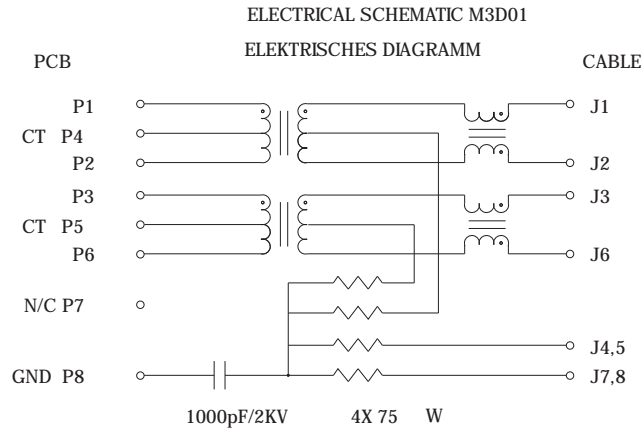 ELECTRICAL SCHEMATIC M3D01
ELEKTRISCHES DIAGRAMM
PCB CABLE
P1 J1
CT P4
P2 J2
P3 J3
CT P5
P6 J6
N/C P7
J4,5
GND P8 J7,8
1000pF/2KV 4X 75 W